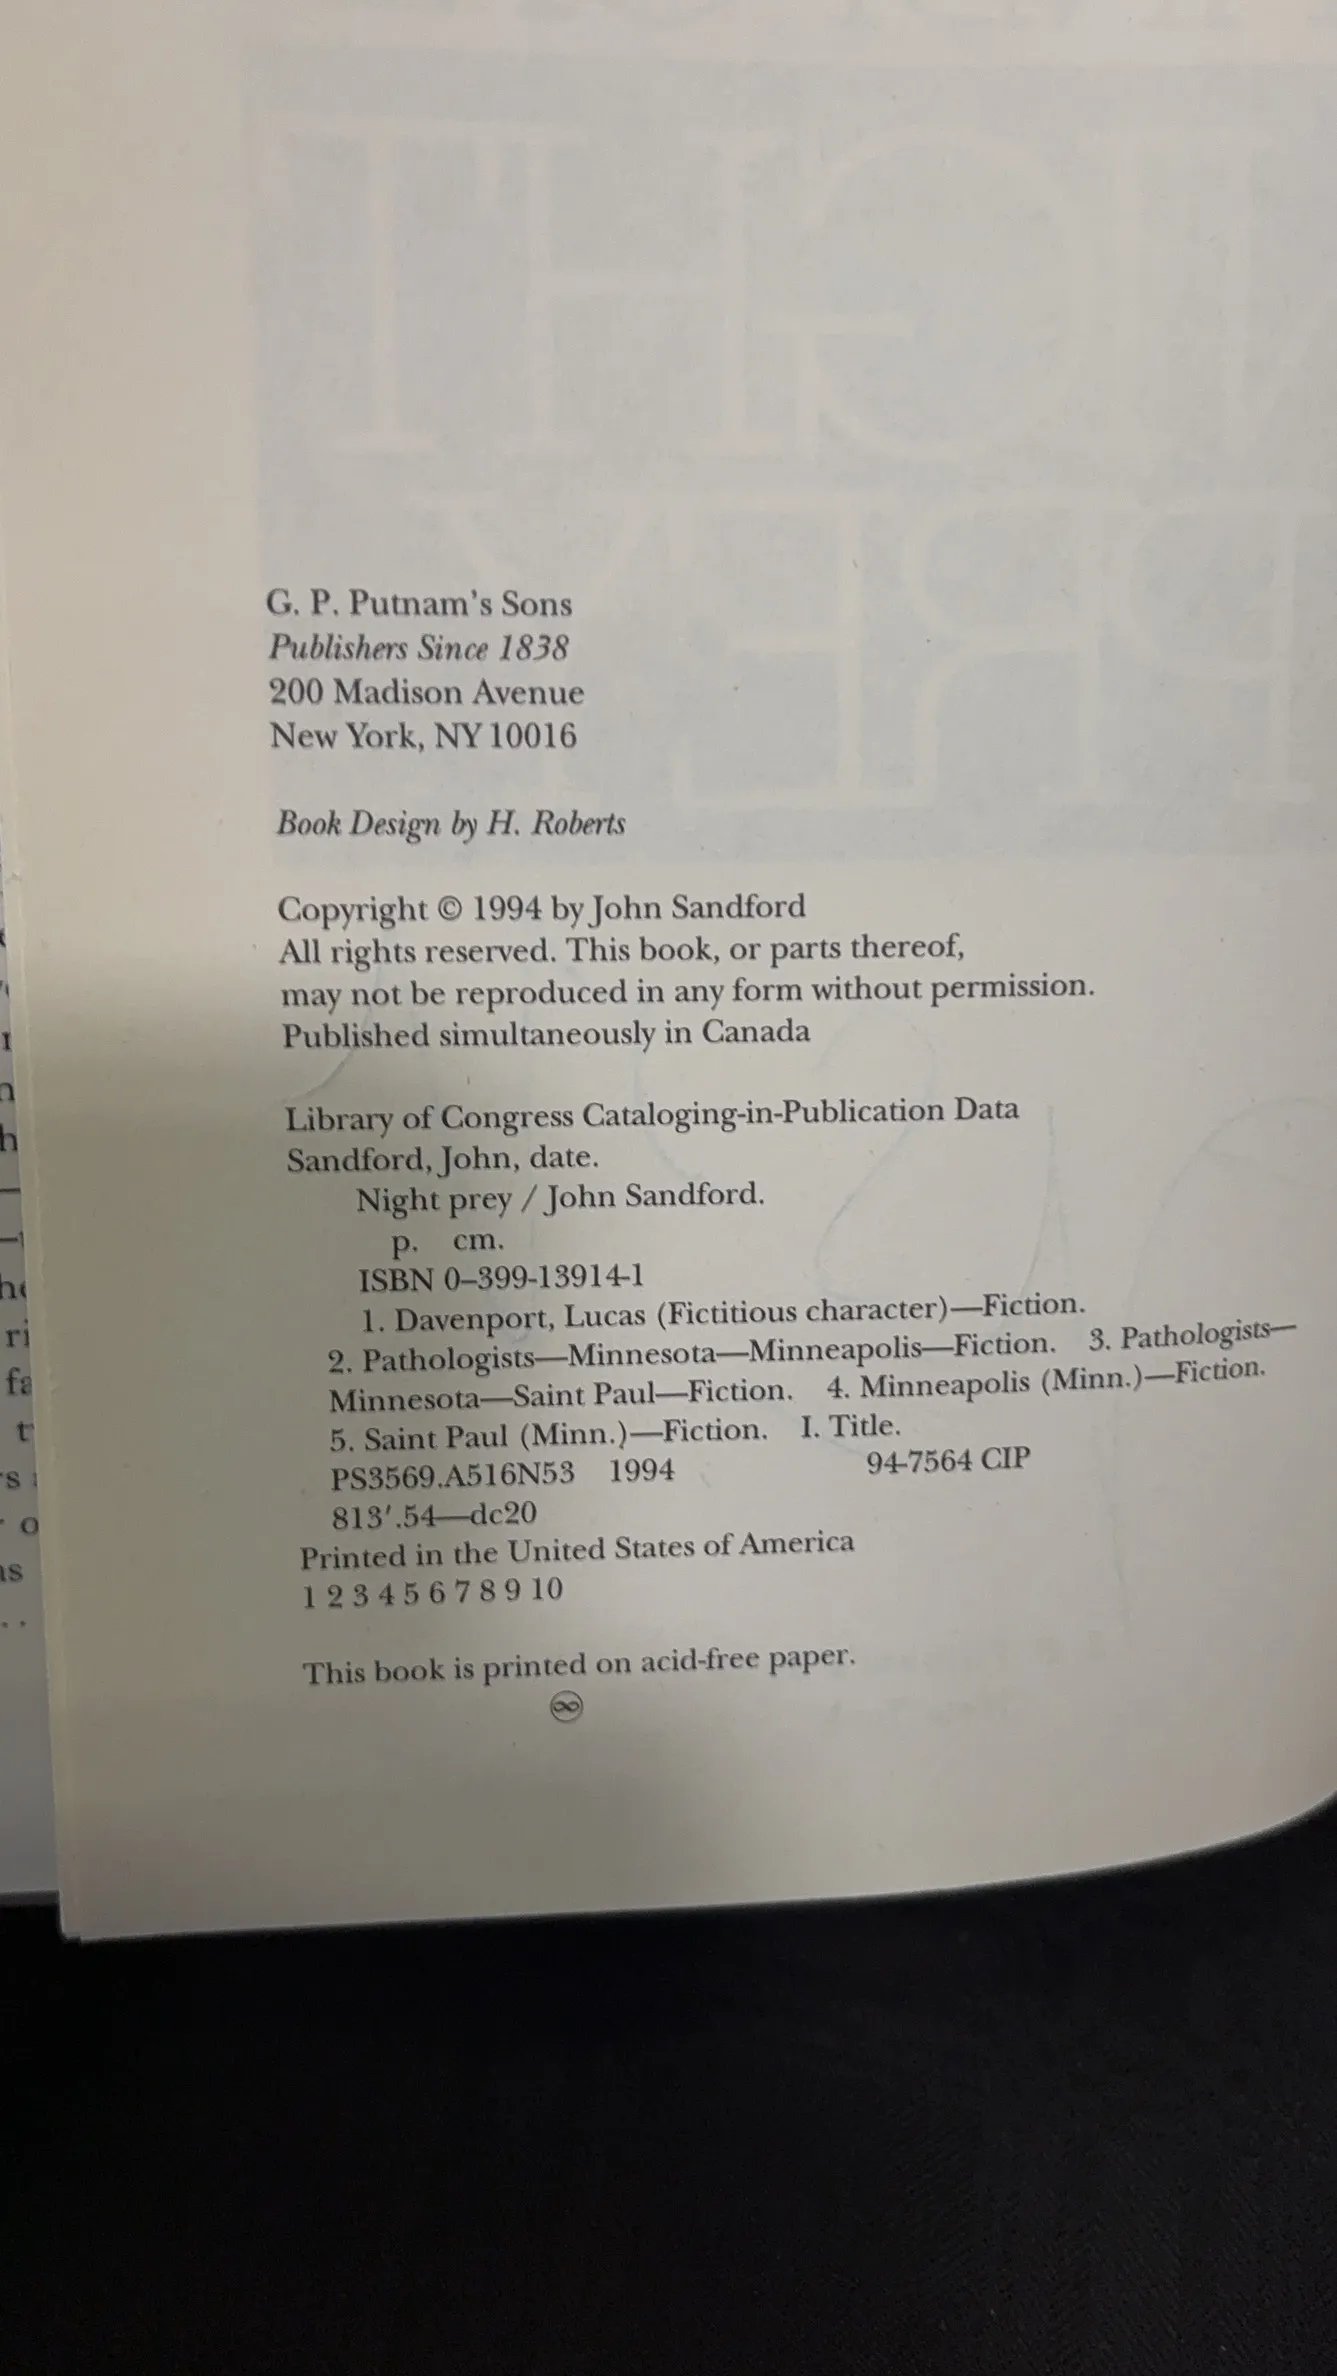 G. P. Putnam's Sons
Publishers Since 1838
200 Madison Avenue
New York, NY 10016
Book Design by H. Roberts
Copyright © 1994 by John Sandford
All rights reserved. This book, or parts thereof,
may not be reproduced in any form without permission.
Published simultaneously in Canada
Library of Congress Cataloging-in-Publication Data
Sandford, John, date.
Night prey / John Sandford.
p. cm.
ISBN 0–399-13914-1
1. Davenport, Lucas (Fictitious character)—Fiction.
2. Pathologists—Minnesota—Minneapolis—Fiction. 3. Pathologists—
Minnesota—Saint Paul—Fiction. 4. Minneapolis (Minn.)—Fiction.
5. Saint Paul (Minn.)—Fiction. I. Title.
PS3569.A516N53 1994 94-7564 CIP
813'.54—dc20
Printed in the United States of America
1 2 3 4 5 6 7 8 9 10
This book is printed on acid-free paper.
♾